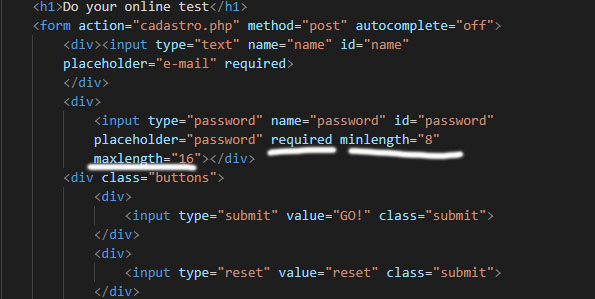 <h1>Do your online test</h1>
<form action="cadastro.php" method="post" autocomplete="off">
<div><input type="text" name="name" id="name"
placeholder="e-mail" required>
</div>
<div>
<input type="password" name="password" id="password"
placeholder="password" required minlength="8"
maxlength="16"></div>
<div class="buttons">
<div>
<input type="submit" value="GO!" class="submit">
</div>
<div>
<input type="reset" value="reset" class="submit">
</div>